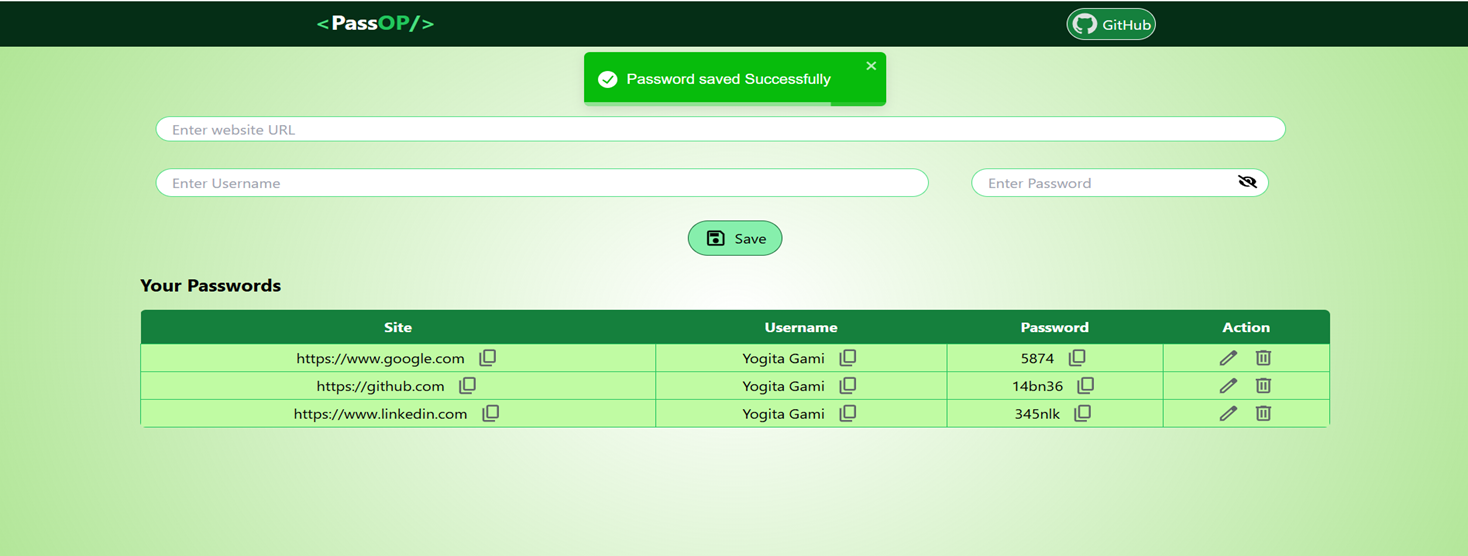 <PassOP/> GitHub
Password saved Successfully
Enter website URL
Enter Username Enter Password
Save
Your Passwords
Site Username Password Action
https://www.google.com Yogita Gami 5874
https://github.com Yogita Gami 14bn36
https://www.linkedin.com Yogita Gami 345nlk